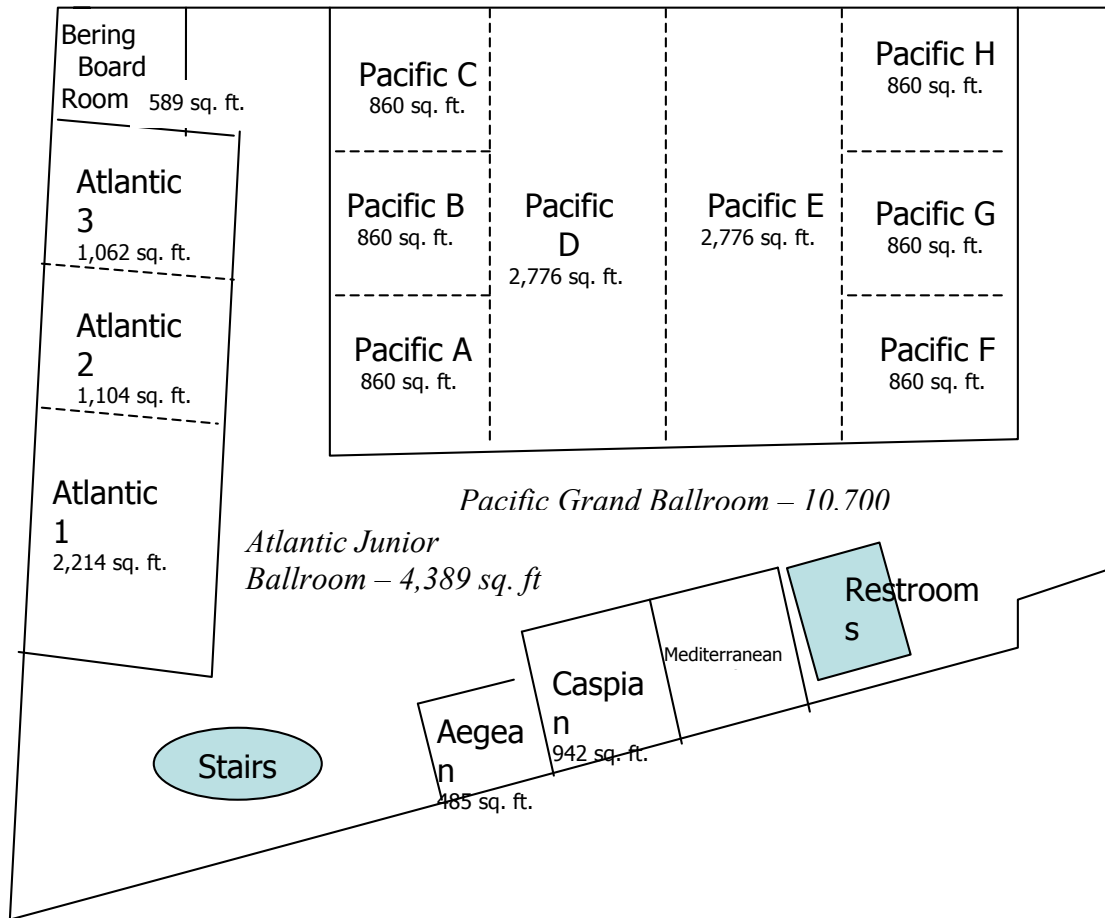 Bering
Board
Room 589 sq. ft.
Atlantic
3
1,062 sq. ft.
Atlantic
2
1,104 sq. ft.
Atlantic
1
2,214 sq. ft.
Pacific C
860 sq. ft.
Pacific B
860 sq. ft.
Pacific A
860 sq. ft.
Pacific
D
2,776 sq. ft.
Pacific E
2,776 sq. ft.
Pacific H
860 sq. ft.
Pacific G
860 sq. ft.
Pacific F
860 sq. ft.
Pacific Grand Ballroom – 10,700
Atlantic Junior
Ballroom – 4,389 sq. ft
Restroom
s
Mediterranean
Caspia
n
942 sq. ft.
Aegea
n
485 sq. ft.
Stairs